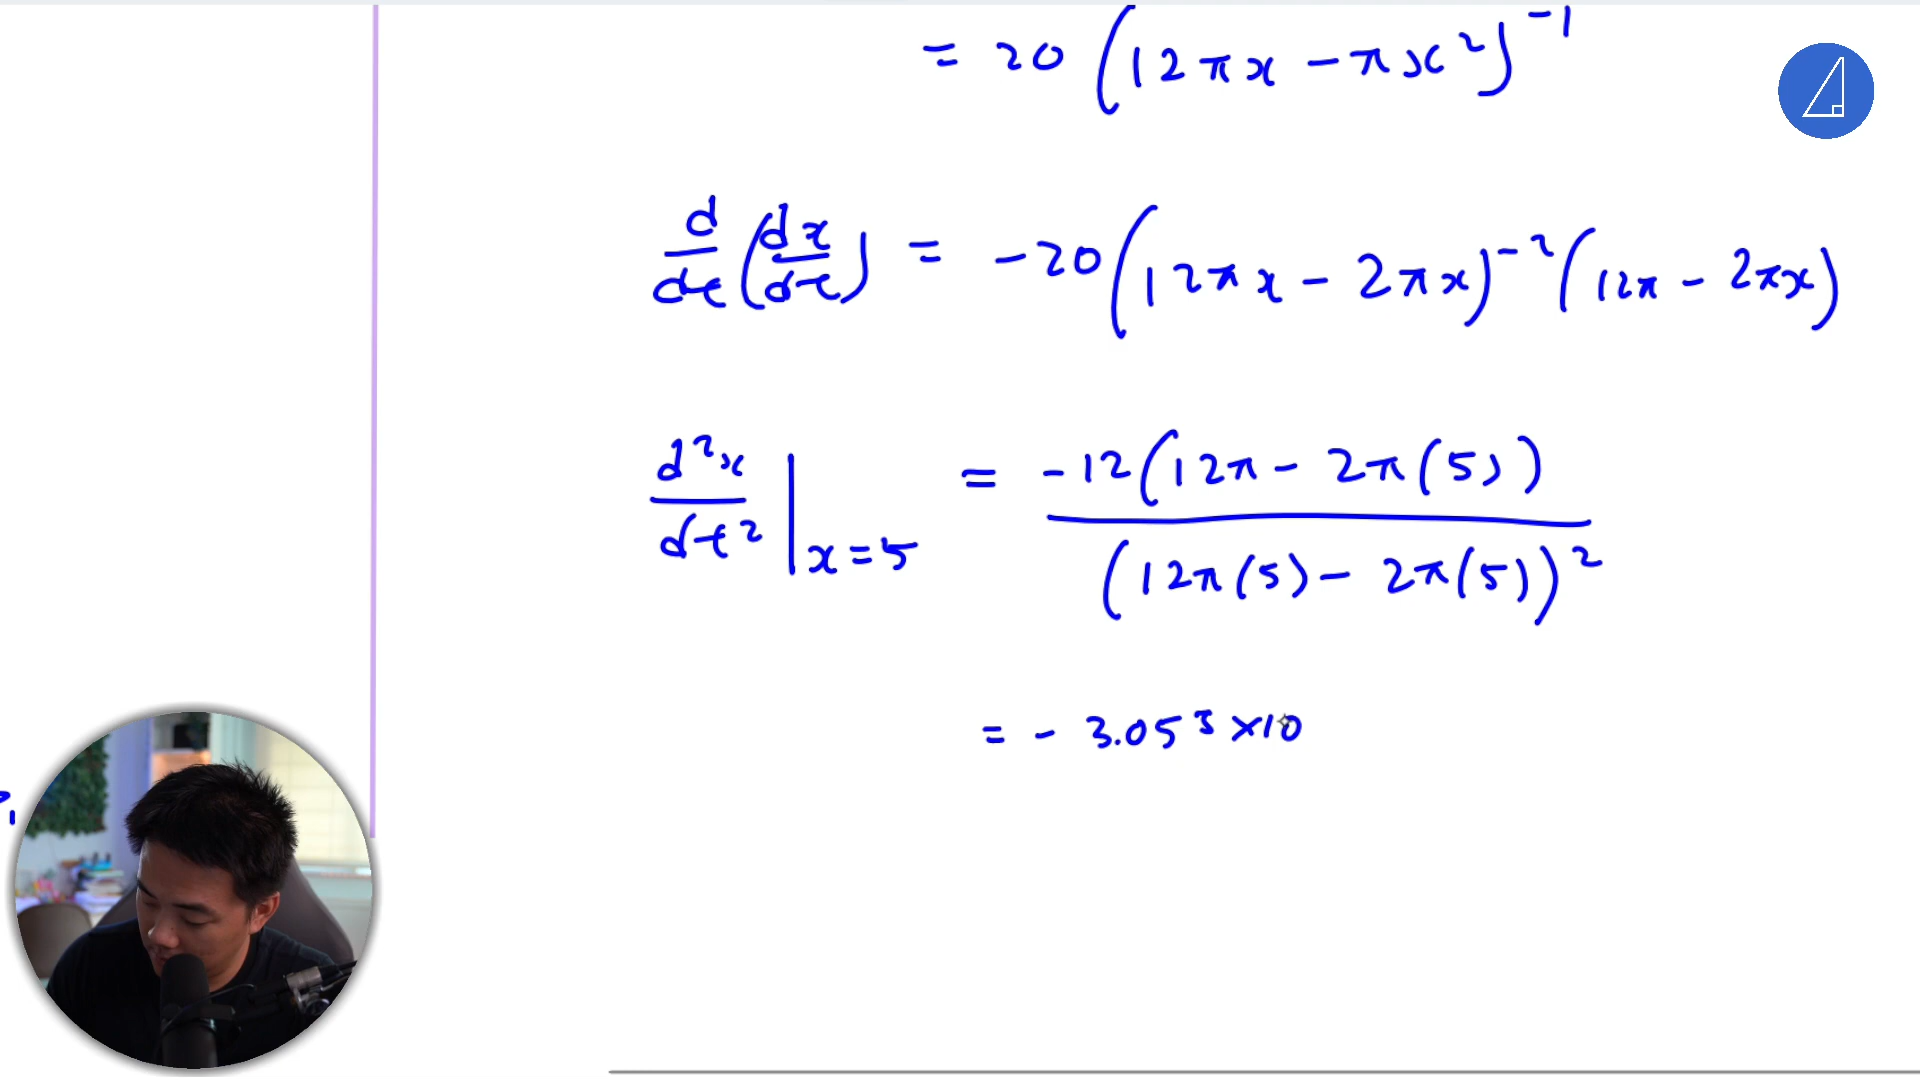 = 20 (12πx - πx²)⁻¹
d/dt (dx/dt) = -20 (12πx - 2πx)⁻² (12π - 2πx)
d²x/dt² | x=5 = -12(12π - 2π(5)) / (12π(5) - 2π(5))²
= - 3.053 ×10